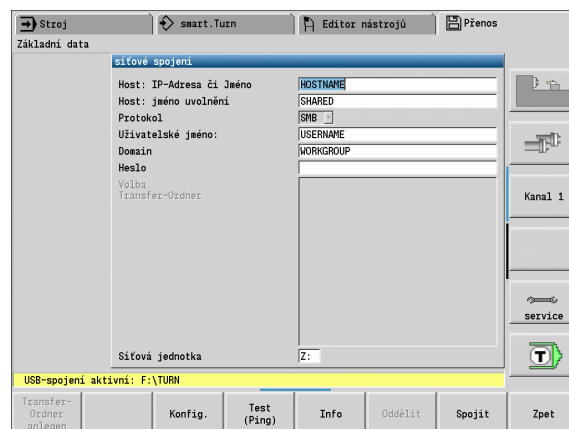 Stroj
smart.Turn
Editor nástrojů
Přenos
Základní data
síťové spojení
Host: IP-Adresa či Jméno HOSTNAME
Host: jméno uvolnění SHARED
Protokol SMB
Uživatelské jméno: USERNAME
Domain WORKGROUP
Heslo
Volba
Transfer-Ordner
Kanal 1
service
Síťová jednotka Z:
T
USB-spojení aktivní: F:\TURN
Transfer-
Ordner
anlegen
Konfig.
Test
(Ping)
Info
Oddělit
Spojit
Zpet